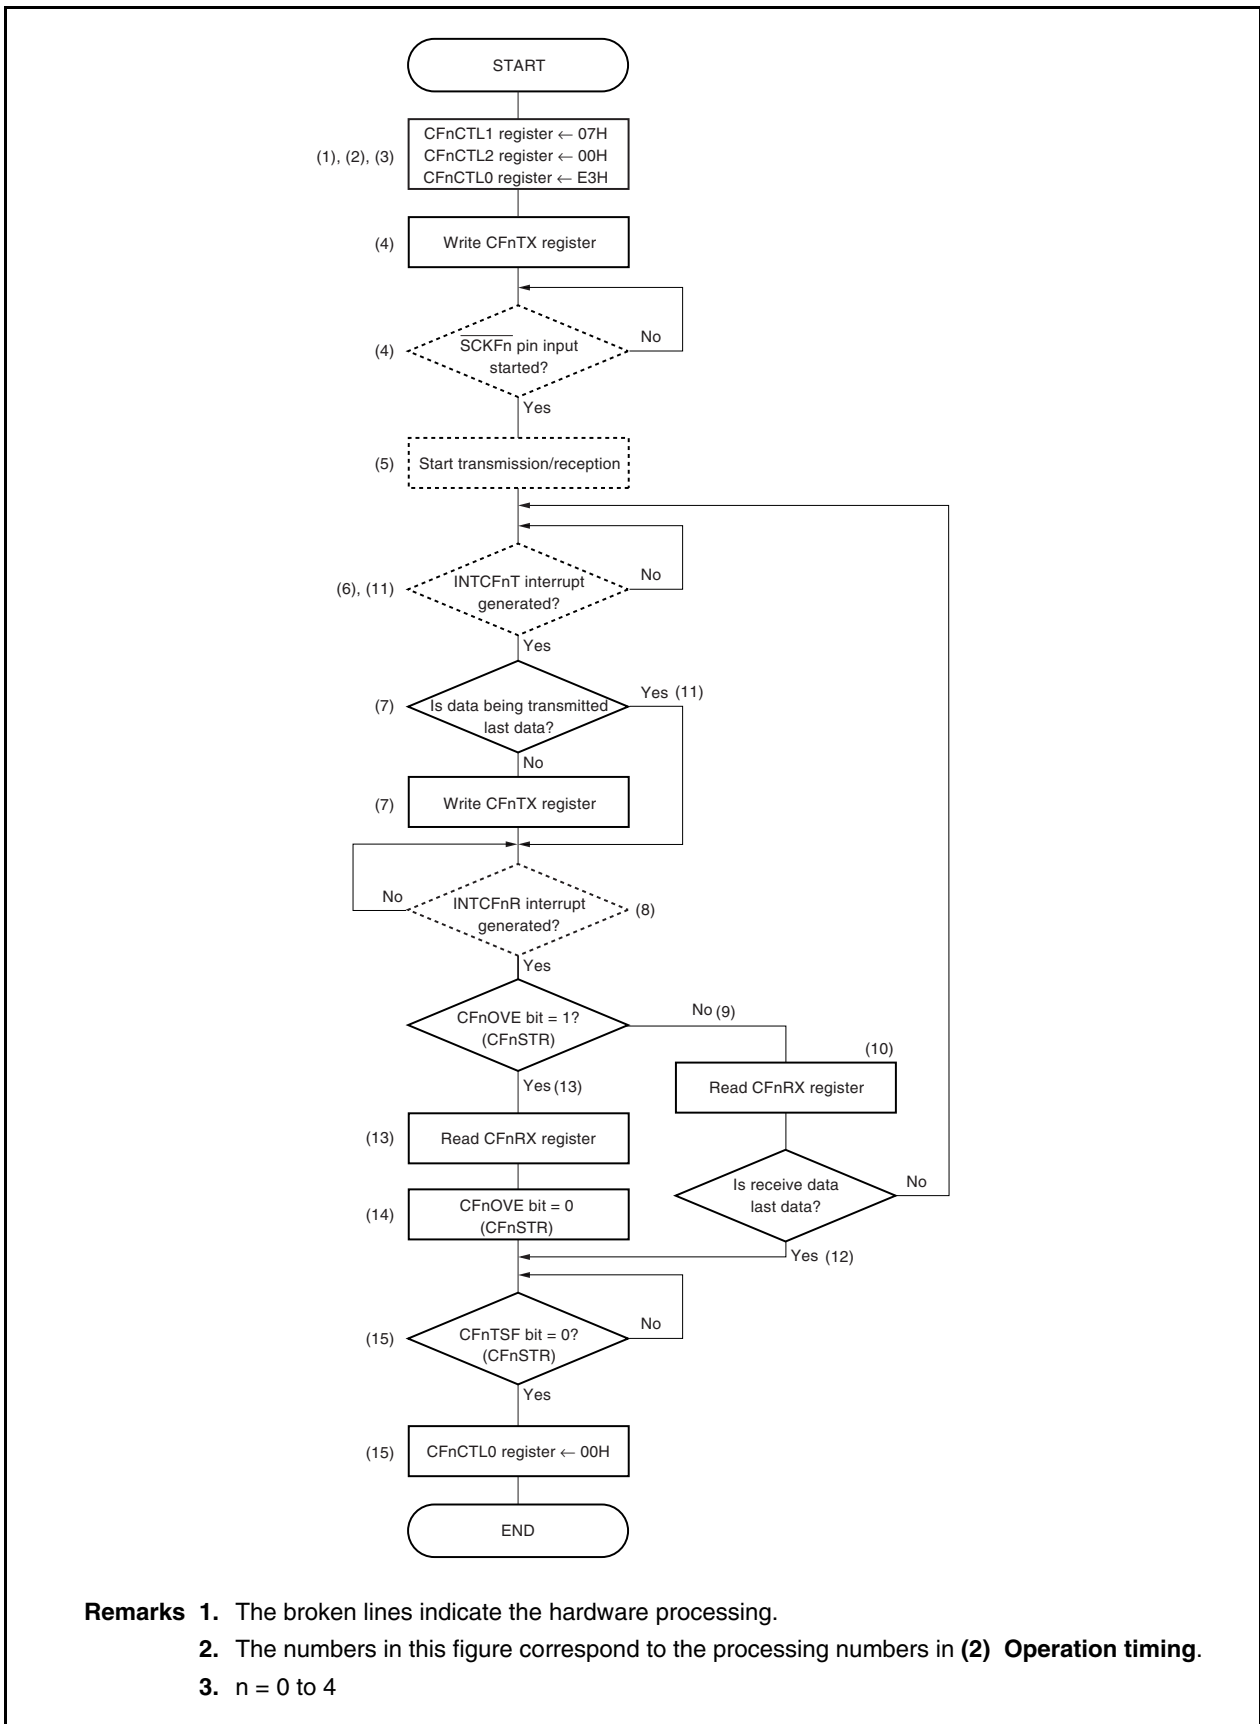 START
(1), (2), (3)
CFnCTL1 register ← 07H
CFnCTL2 register ← 00H
CFnCTL0 register ← E3H
(4)
Write CFnTX register
(4)
SCKFn pin input
started?
No
Yes
(5)
Start transmission/reception
(6), (11)
INTCFnT interrupt
generated?
No
Yes
(7)
Is data being transmitted
last data?
Yes (11)
No
(7)
Write CFnTX register
No
INTCFnR interrupt
generated?
(8)
Yes
CFnOVE bit = 1?
(CFnSTR)
No (9)
Yes (13)
(10)
Read CFnRX register
(13)
Read CFnRX register
Is receive data
last data?
No
Yes (12)
(14)
CFnOVE bit = 0
(CFnSTR)
(15)
CFnTSF bit = 0?
(CFnSTR)
No
Yes
(15)
CFnCTL0 register ← 00H
END
Remarks 1. The broken lines indicate the hardware processing.
2. The numbers in this figure correspond to the processing numbers in (2) Operation timing.
3. n = 0 to 4